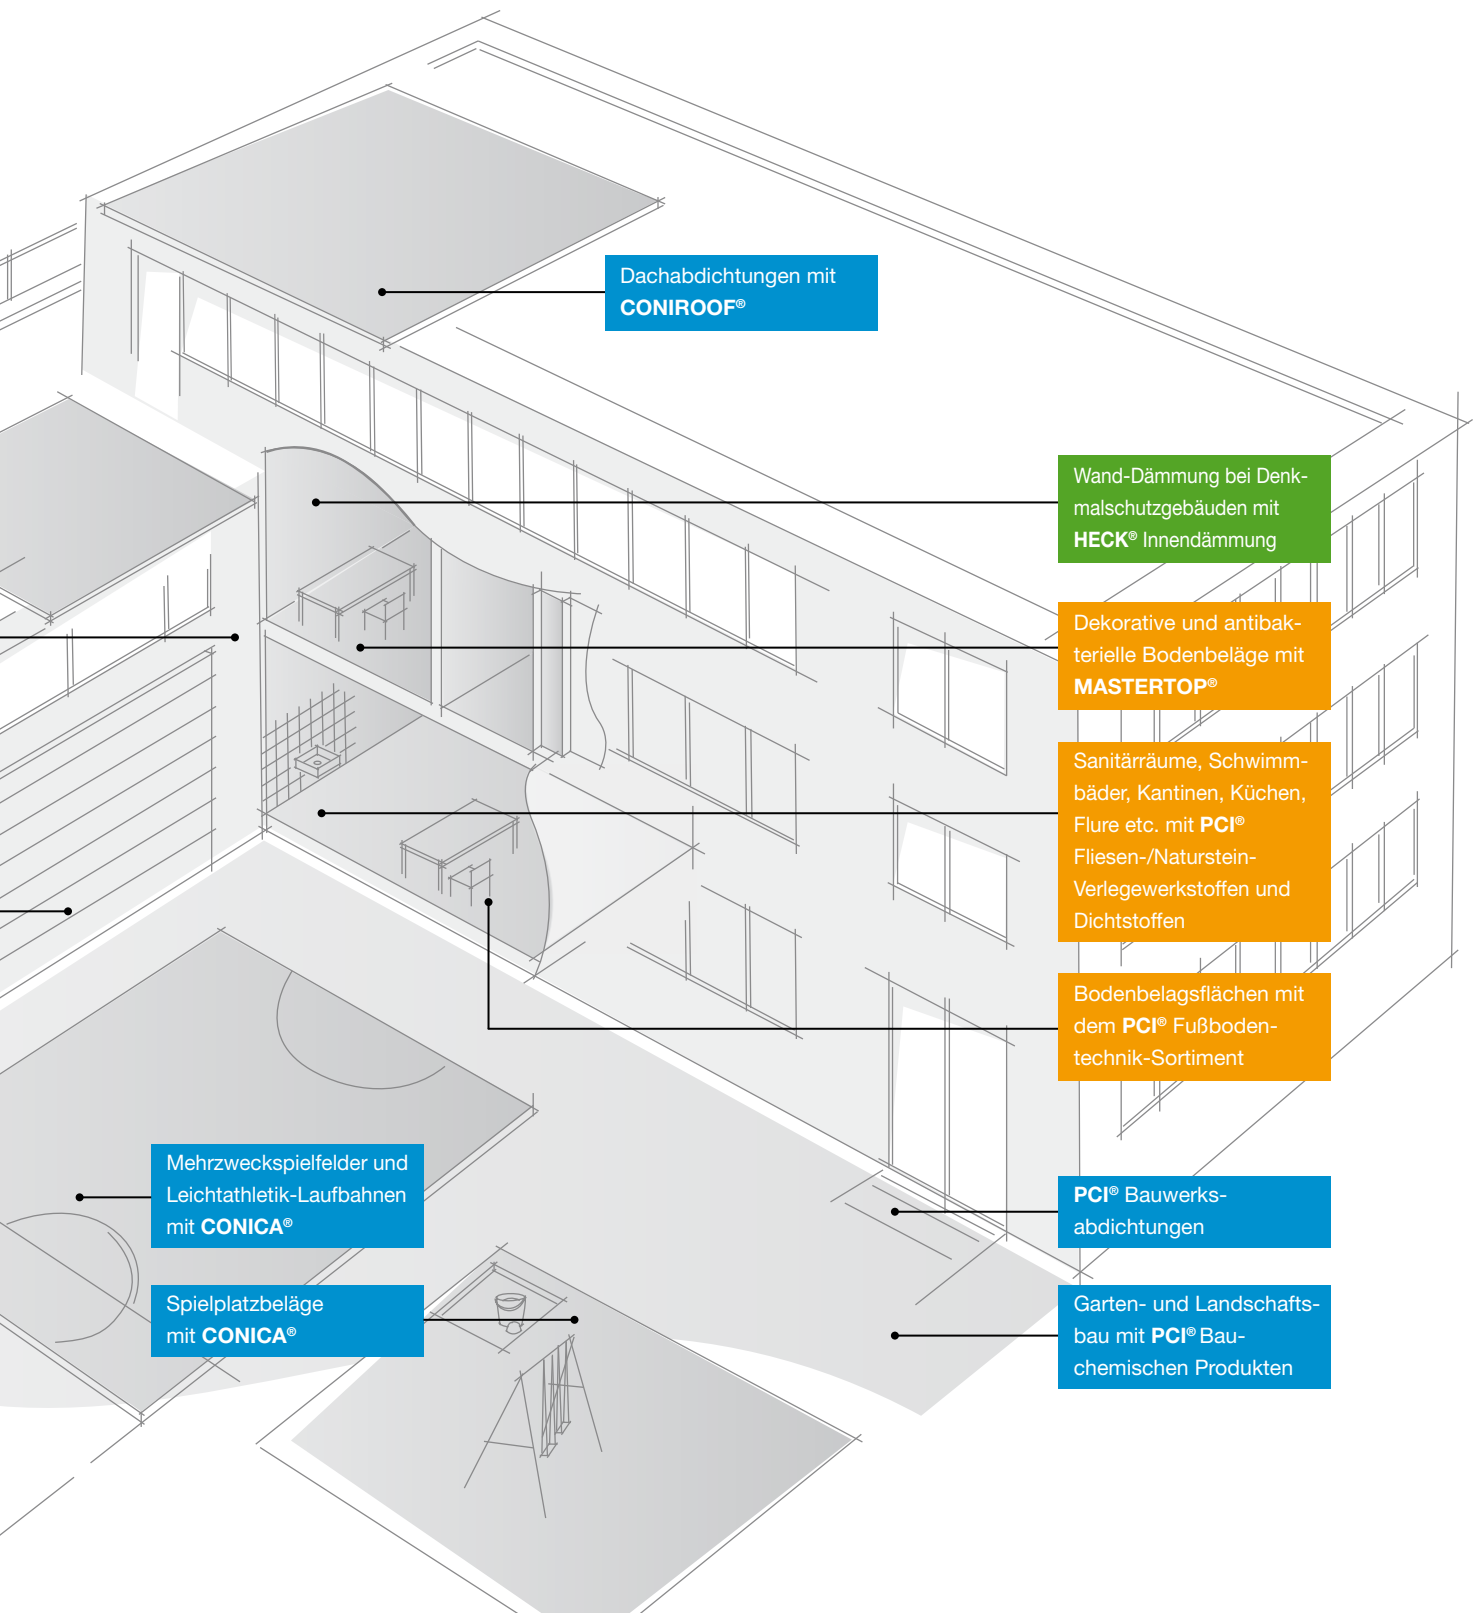 Dachabdichtungen mit
CONIROOF®
Wand-Dämmung bei Denk-
malschutzgebäuden mit
HECK® Innendämmung
Dekorative und antibak-
terielle Bodenbeläge mit
MASTERTOP®
Sanitärräume, Schwimm-
bäder, Kantinen, Küchen,
Flure etc. mit PCI®
Fliesen-/Naturstein-
Verlegewerkstoffen und
Dichtstoffen
Bodenbelagsflächen mit
dem PCI® Fußboden-
technik-Sortiment
Mehrzweckspielfelder und
Leichtathletik-Laufbahnen
mit CONICA®
PCI® Bauwerks-
abdichtungen
Spielplatzbeläge
mit CONICA®
Garten- und Landschafts-
bau mit PCI® Bau-
chemischen Produkten